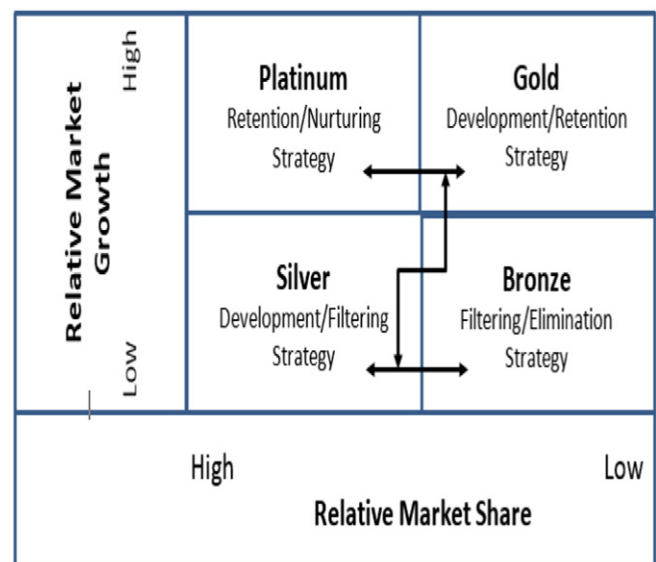 Relative Market
Growth
High
Low
Platinum
Retention/Nurturing
Strategy
Gold
Development/Retention
Strategy
Silver
Development/Filtering
Strategy
Bronze
Filtering/Elimination
Strategy
High
Low
Relative Market Share